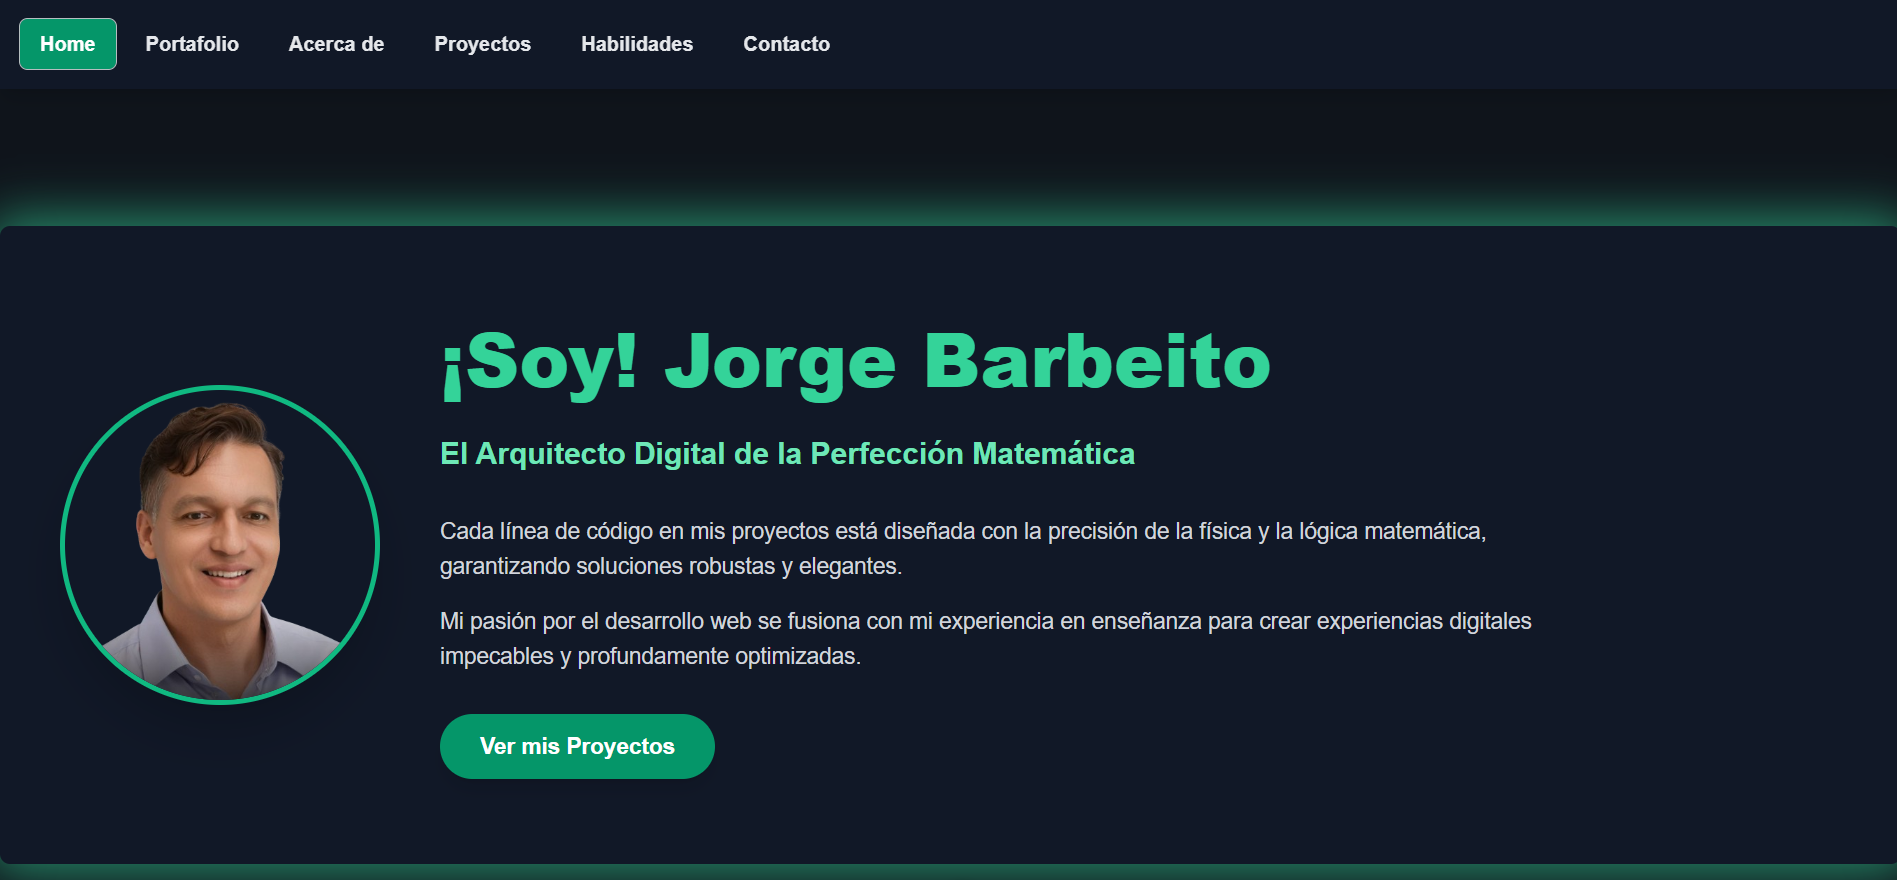 Home Portafolio Acerca de Proyectos Habilidades Contacto
¡Soy! Jorge Barbeito
El Arquitecto Digital de la Perfección Matemática
Cada línea de código en mis proyectos está diseñada con la precisión de la física y la lógica matemática,
garantizando soluciones robustas y elegantes.
Mi pasión por el desarrollo web se fusiona con mi experiencia en enseñanza para crear experiencias digitales
impecables y profundamente optimizadas.
Ver mis Proyectos